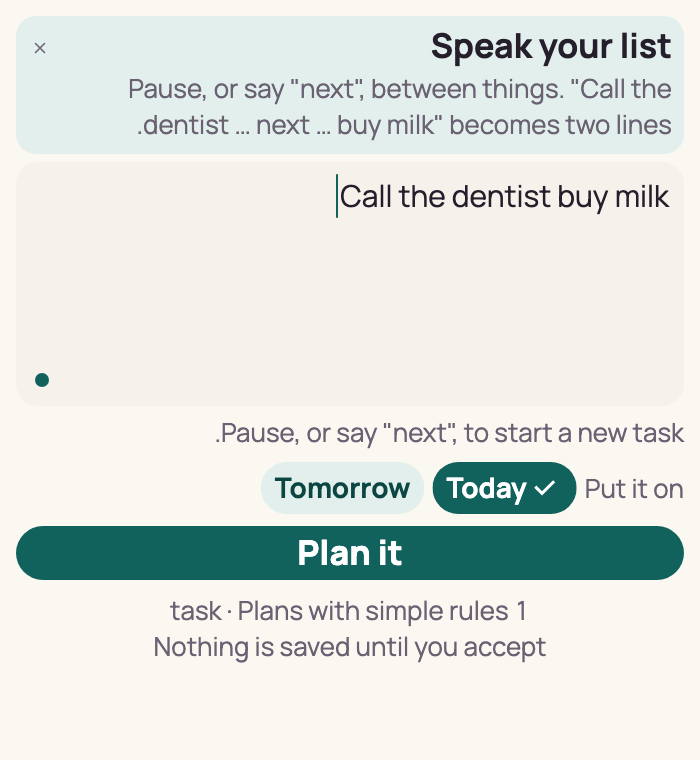 Speak your list
×
Pause, or say "next", between things. "Call the
dentist ... next ... buy milk" becomes two lines.
Call the dentist buy milk
Pause, or say "next", to start a new task.
Put it on
Today ✓
Tomorrow
Plan it
1 task · Plans with simple rules
Nothing is saved until you accept